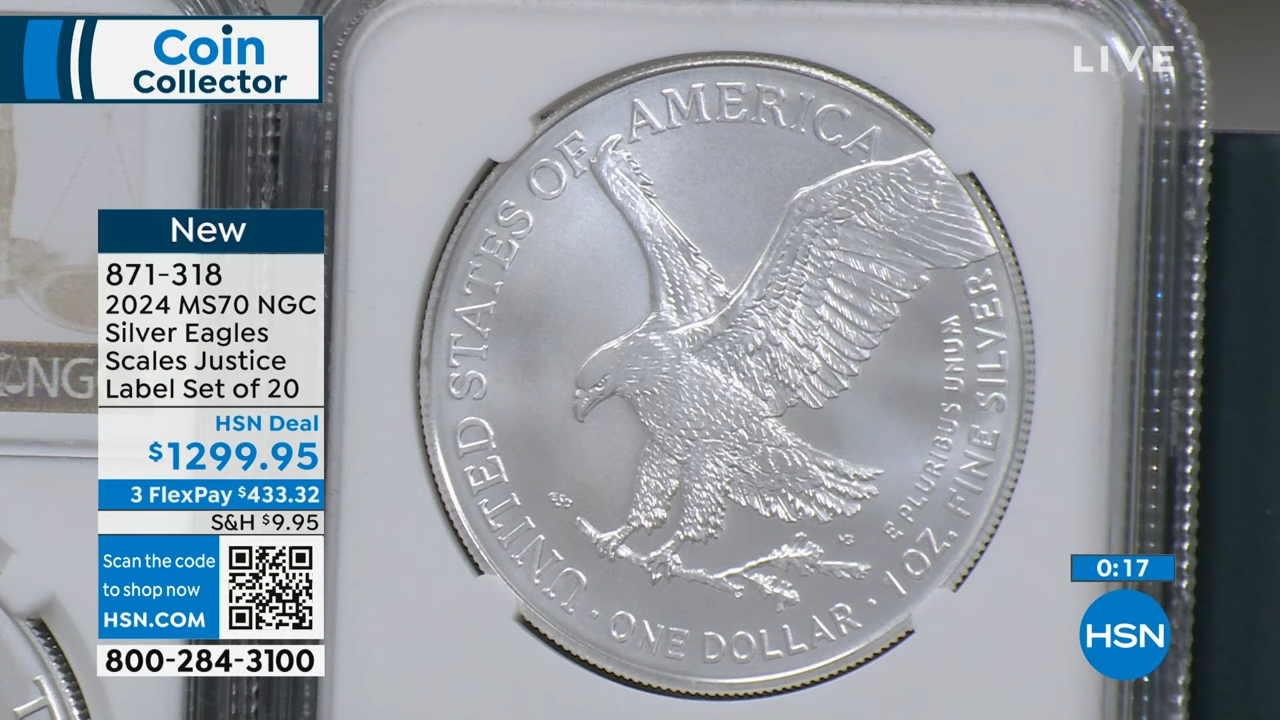 Coin
Collector
LIVE
New
871-318
2024 MS70 NGC
Silver Eagles
Scales Justice
Label Set of 20
HSN Deal
$1299.95
3 FlexPay $433.32
S&H $9.95
Scan the code
to shop now
HSN.COM
800-284-3100
UNITED STATES OF AMERICA
E PLURIBUS UNUM
1 OZ. FINE SILVER
· ONE DOLLAR ·
NG
0:17
HSN